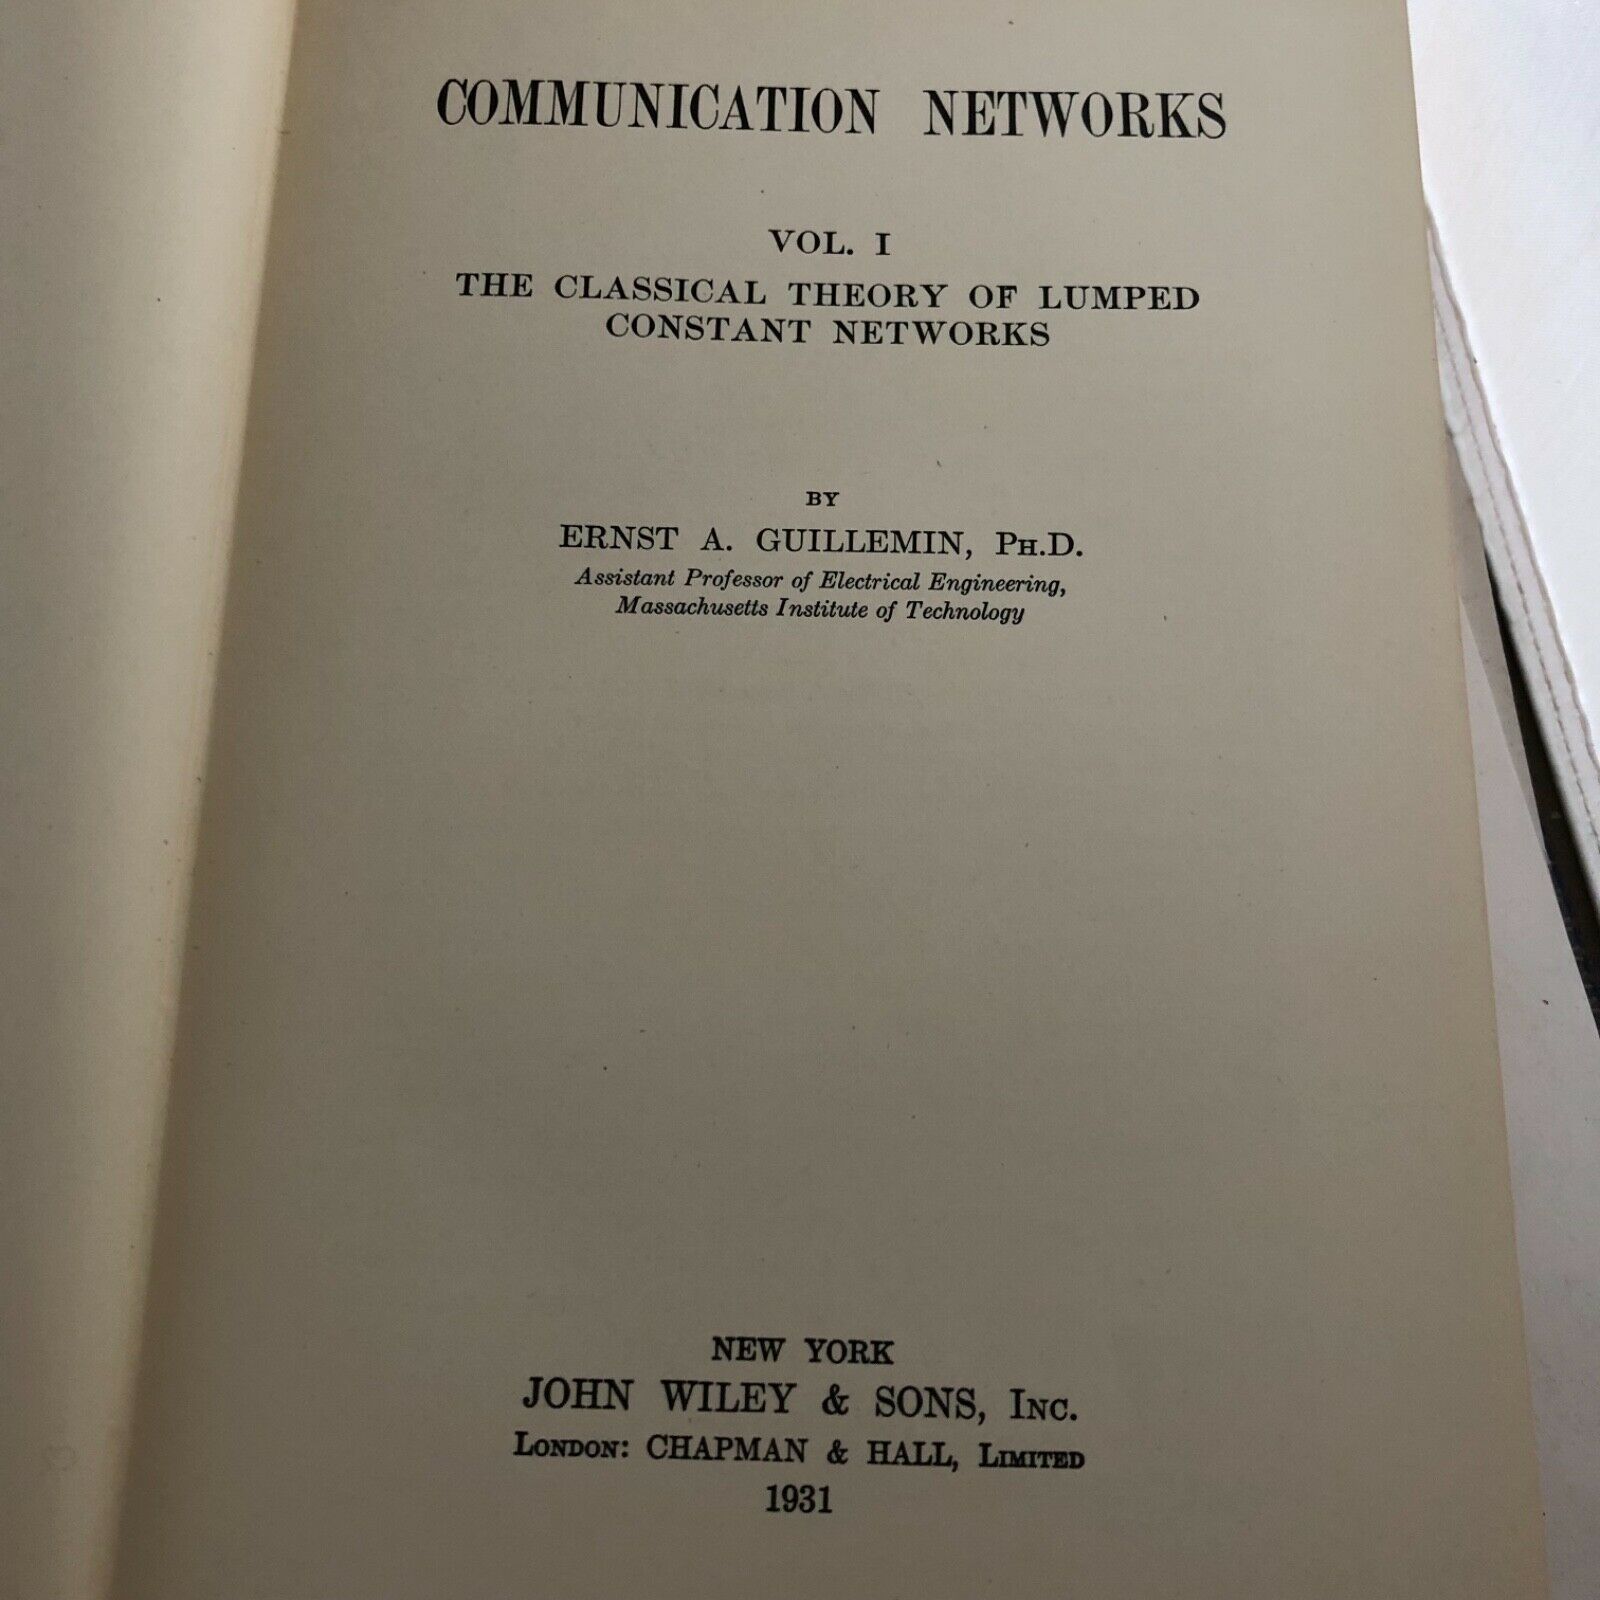 COMMUNICATION NETWORKS
VOL. I
THE CLASSICAL THEORY OF LUMPED
CONSTANT NETWORKS
BY
ERNST A. GUILLEMIN, PH.D.
Assistant Professor of Electrical Engineering,
Massachusetts Institute of Technology
NEW YORK
JOHN WILEY & SONS, INC.
LONDON: CHAPMAN & HALL, LIMITED
1931